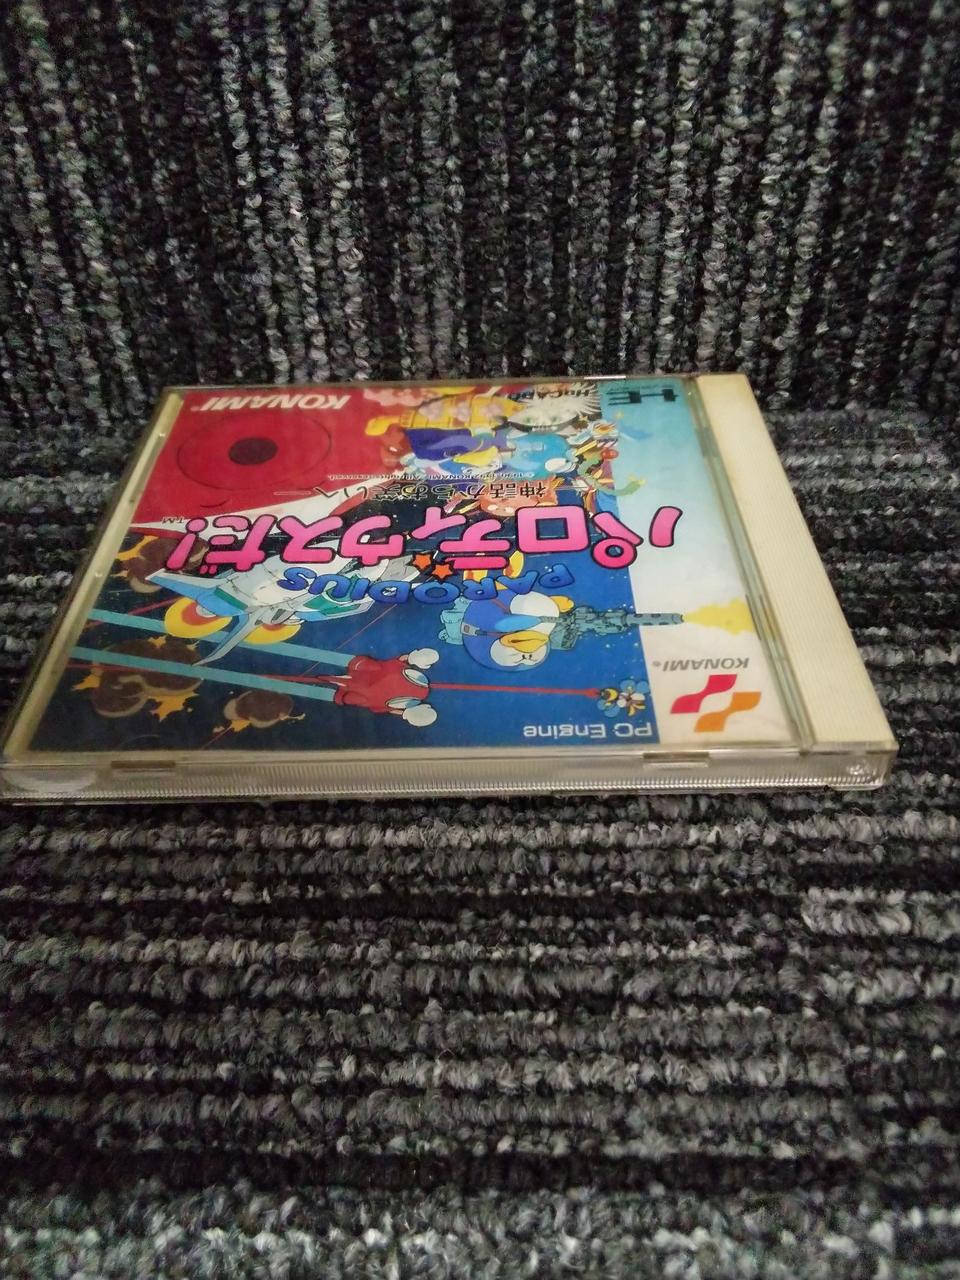 PC Engine
KONAMI®
PARODIUS
パロディウスだ!
TM
—神話からお笑いへ—
HuCARD
KONAMI®